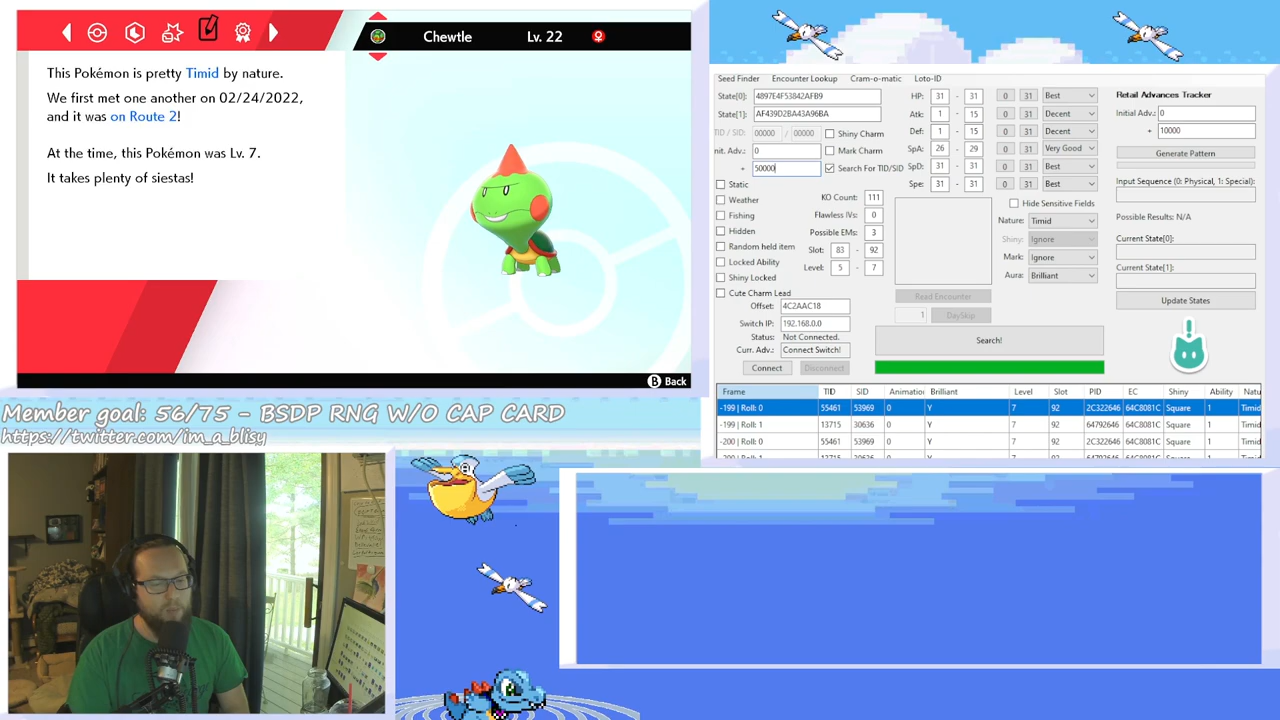 Chewtle Lv. 22
This Pokémon is pretty Timid by nature.
We first met one another on 02/24/2022,
and it was on Route 2!
At the time, this Pokémon was Lv. 7.
It takes plenty of siestas!
B Back
Seed Finder Encounter Lookup Cram-o-matic Loto-ID
State[0]: 4897E4F53842AFB9
State[1]: AF439D2BA43A96BA
TID / SID: 00000 / 00000 Shiny Charm
nit. Adv.: 0 Mark Charm
+ 50000 Search For TID/SID
Static
Weather
Fishing
Hidden
Random held item
Locked Ability
Shiny Locked
Cute Charm Lead
KO Count: 111
Flawless IVs: 0
Possible EMs: 3
Slot: 83 - 92
Level: 5 - 7
Offset: 4C2AAC18
Switch IP: 192.168.0.0
Status: Not Connected.
Curr. Adv.: Connect Switch!
Connect Disconnect
HP: 31 - 31 0 31 Best
Atk: 1 - 15 0 31 Decent
Def: 1 - 15 0 31 Decent
SpA: 26 - 29 0 31 Very Good
SpD: 31 - 31 0 31 Best
Spe: 31 - 31 0 31 Best
Hide Sensitive Fields
Nature: Timid
Shiny: Ignore
Mark: Ignore
Aura: Brilliant
Read Encounter
1 DaySkip
Search!
Retail Advances Tracker
Initial Adv.: 0
+ 10000
Generate Pattern
Input Sequence (0: Physical, 1: Special):
Possible Results: N/A
Current State[0]:
Current State[1]:
Update States
Frame TID SID Animatio Brilliant Level Slot PID EC Shiny Ability Natu
-199 | Roll: 0 55461 53969 0 Y 7 92 2C322646 64C8081C Square 1 Timid
-199 | Roll: 1 13715 30636 0 Y 7 92 64792646 64C8081C Square 1 Timid
-200 | Roll: 0 55461 53969 0 Y 7 92 2C322646 64C8081C Square 1 Timid
Member goal: 56/75 - BSDP RNG W/O CAP CARD
https://twitter.com/im_a_blisy